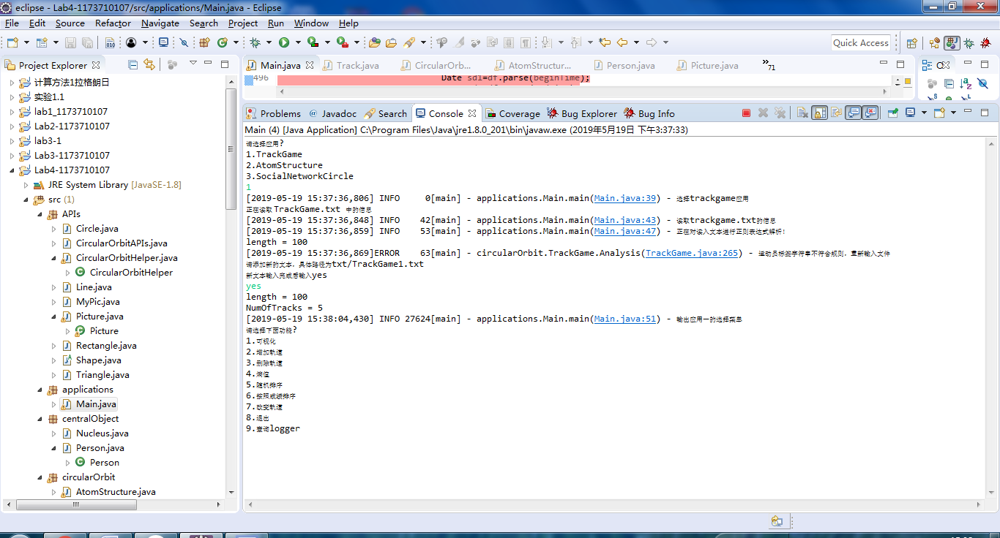 eclipse - Lab4-1173710107/src/applications/Main.java - Eclipse
File Edit Source Refactor Navigate Search Project Run Window Help
Quick Access
Project Explorer
Main.java Track.java CircularOrb... AtomStructur... Person.java Picture.java »71
496 Date sd1=df.parse(beginTime);
计算方法1拉格朗日
实验1.1
lab1_1173710107
Lab2-1173710107
lab3-1
Lab3-1173710107
Lab4-1173710107
JRE System Library [JavaSE-1.8]
src (1)
APIs
Circle.java
CircularOrbitAPIs.java
CircularOrbitHelper.java
CircularOrbitHelper
Line.java
MyPic.java
Picture.java
Picture
Rectangle.java
Shape.java
Triangle.java
applications
Main.java
centralObject
Nucleus.java
Person.java
Person
circularOrbit
AtomStructure.java
Problems Javadoc Search Console Coverage Bug Explorer Bug Info
Main (4) [Java Application] C:\Program Files\Java\jre1.8.0_201\bin\javaw.exe (2019年5月19日 下午3:37:33)
请选择应用?
1.TrackGame
2.AtomStructure
3.SocialNetworkCircle
1
[2019-05-19 15:37:36,806] INFO     0[main] - applications.Main.main(Main.java:39) - 选择trackgame应用
正在读取TrackGame.txt 中的信息
[2019-05-19 15:37:36,848] INFO    42[main] - applications.Main.main(Main.java:43) - 读取trackgame.txt的信息
[2019-05-19 15:37:36,859] INFO    53[main] - applications.Main.main(Main.java:47) - 正在对读入文本进行正则表达式解析!
length = 100
[2019-05-19 15:37:36,869]ERROR    63[main] - circularOrbit.TrackGame.Analysis(TrackGame.java:265) - 运动员标签字符串不符合规则，重新输入文件
请添加新的文本，具体路径为txt/TrackGame1.txt
新文本输入完成后输入yes
yes
length = 100
NumOfTracks = 5
[2019-05-19 15:38:04,430] INFO 27624[main] - applications.Main.main(Main.java:51) - 输出应用一的选择菜单
请选择下面功能?
1.可视化
2.增加轨道
3.删除轨道
4.熵值
5.随机排序
6.按照成绩排序
7.改变轨道
8.退出
9.查询logger